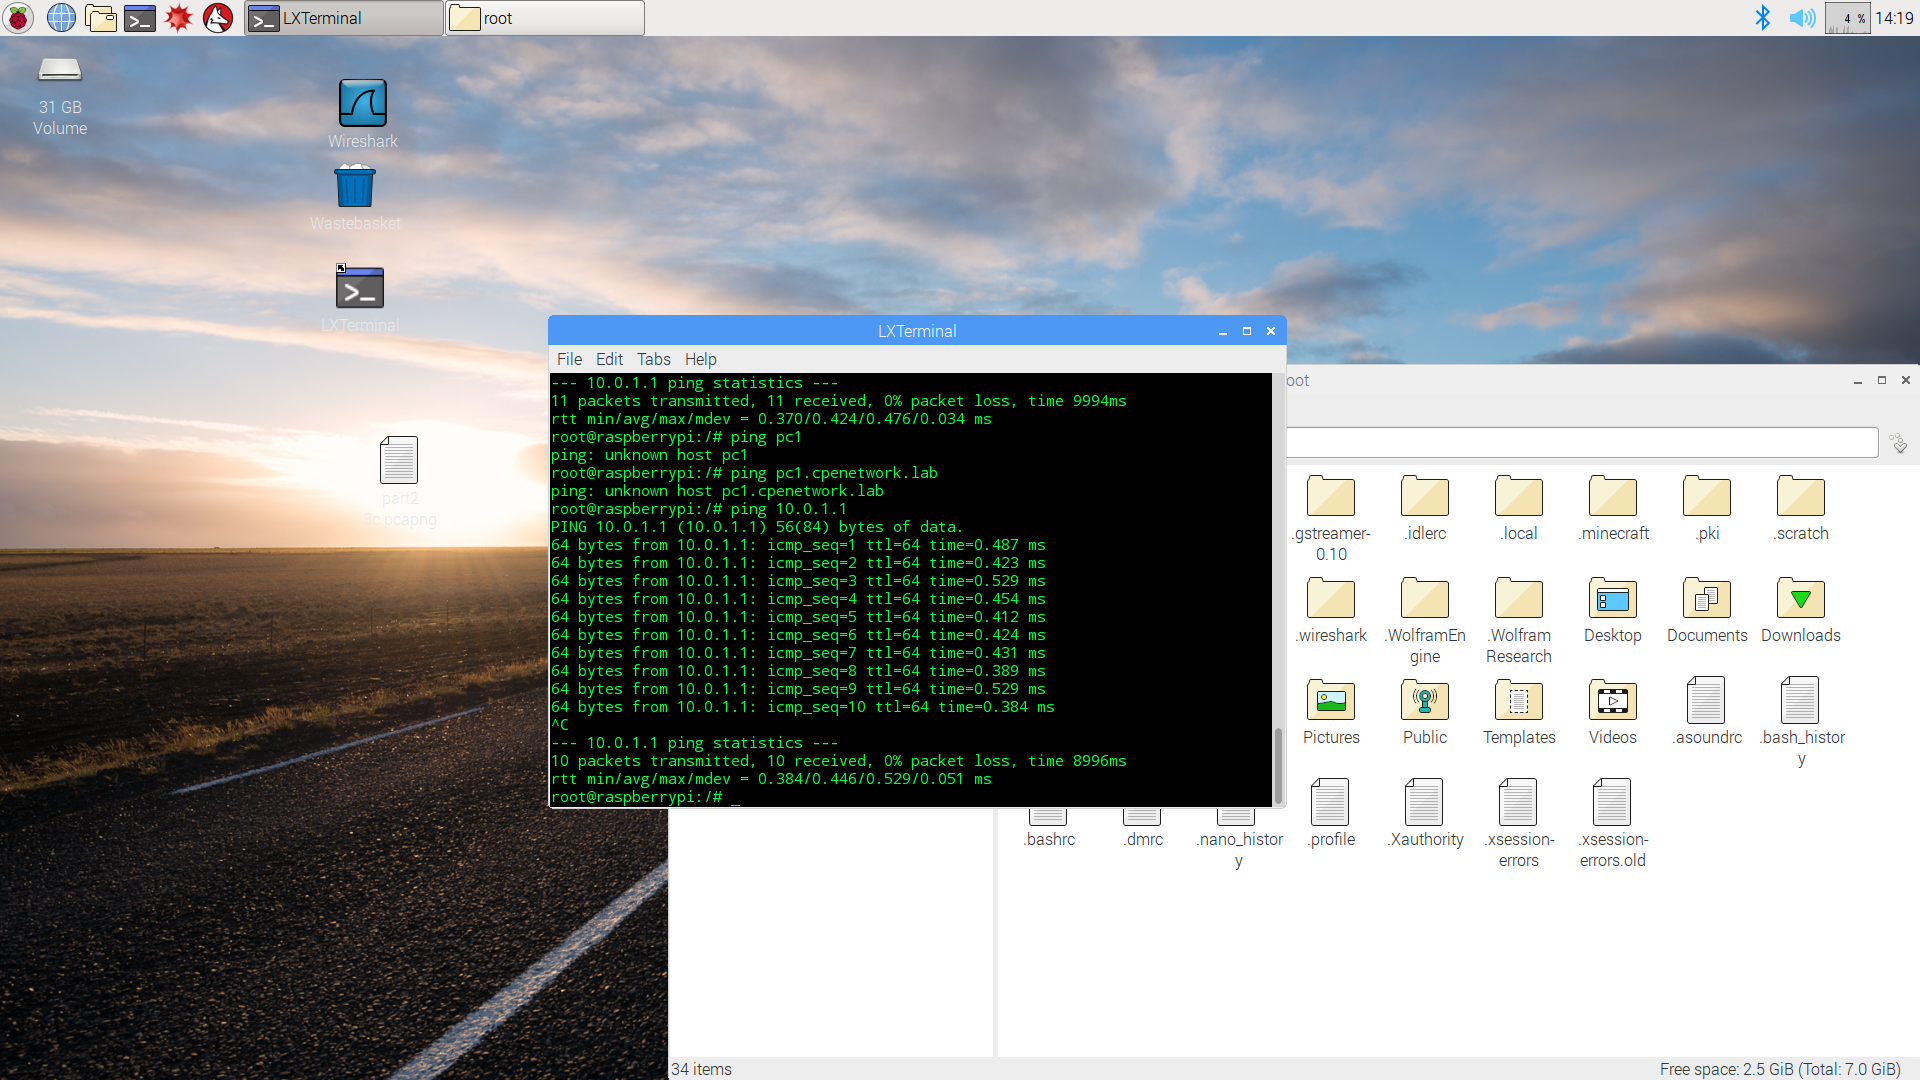 LXTerminal
root
4 %
14:19
31 GB
Volume
Wireshark
Wastebasket
LXTerminal
part2
3c.pcapng
LXTerminal
File Edit Tabs Help
--- 10.0.1.1 ping statistics ---
11 packets transmitted, 11 received, 0% packet loss, time 9994ms
rtt min/avg/max/mdev = 0.370/0.424/0.476/0.034 ms
root@raspberrypi:/# ping pc1
ping: unknown host pc1
root@raspberrypi:/# ping pc1.cpenetwork.lab
ping: unknown host pc1.cpenetwork.lab
root@raspberrypi:/# ping 10.0.1.1
PING 10.0.1.1 (10.0.1.1) 56(84) bytes of data.
64 bytes from 10.0.1.1: icmp_seq=1 ttl=64 time=0.487 ms
64 bytes from 10.0.1.1: icmp_seq=2 ttl=64 time=0.423 ms
64 bytes from 10.0.1.1: icmp_seq=3 ttl=64 time=0.529 ms
64 bytes from 10.0.1.1: icmp_seq=4 ttl=64 time=0.454 ms
64 bytes from 10.0.1.1: icmp_seq=5 ttl=64 time=0.412 ms
64 bytes from 10.0.1.1: icmp_seq=6 ttl=64 time=0.424 ms
64 bytes from 10.0.1.1: icmp_seq=7 ttl=64 time=0.431 ms
64 bytes from 10.0.1.1: icmp_seq=8 ttl=64 time=0.389 ms
64 bytes from 10.0.1.1: icmp_seq=9 ttl=64 time=0.529 ms
64 bytes from 10.0.1.1: icmp_seq=10 ttl=64 time=0.384 ms
^C
--- 10.0.1.1 ping statistics ---
10 packets transmitted, 10 received, 0% packet loss, time 8996ms
rtt min/avg/max/mdev = 0.384/0.446/0.529/0.051 ms
root@raspberrypi:/# _
oot
.gstreamer-
0.10
.idlerc
.local
.minecraft
.pki
.scratch
.wireshark
.WolframEn
gine
.Wolfram
Research
Desktop
Documents
Downloads
Pictures
Public
Templates
Videos
.asoundrc
.bash_histor
y
.bashrc
.dmrc
.nano_histor
y
.profile
.Xauthority
.xsession-
errors
.xsession-
errors.old
34 items
Free space: 2.5 GiB (Total: 7.0 GiB)